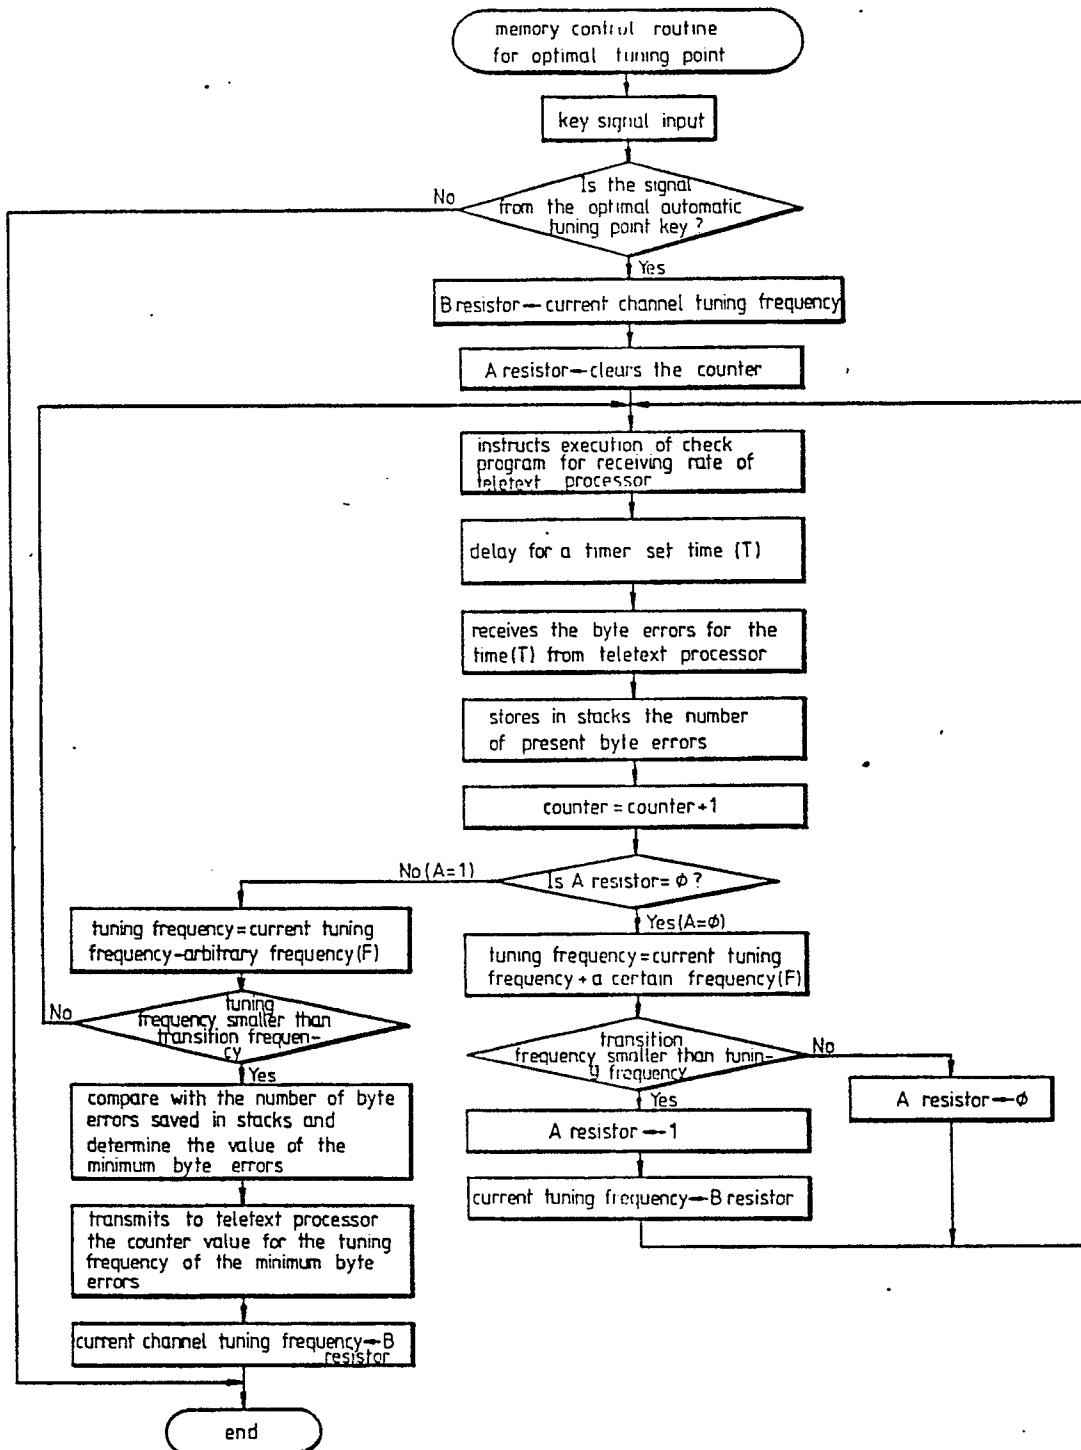 memory control routine
for optimal tuning point
key signal input
Is the signal
from the optimal automatic
tuning point key ?
No
Yes
B resistor←current channel tuning frequency
A resistor←clears the counter
instructs execution of check
program for receiving rate of
teletext processor
delay for a timer set time (T)
receives the byte errors for the
time(T) from teletext processor
stores in stacks the number
of present byte errors
counter = counter+1
No (A=1)
Is A resistor= ϕ ?
Yes(A=ϕ)
tuning frequency=current tuning
frequency-arbitrary frequency(F)
tuning frequency=current tuning
frequency + a certain frequency(F)
No
tuning
frequency smaller than
transition frequen-
cy
Yes
transition
frequency smaller than tunin-
g frequency
No
Yes
A resistor←ϕ
compare with the number of byte
errors saved in stacks and
determine the value of the
minimum byte errors
A resistor←1
current tuning frequency←B resistor
transmits to teletext processor
the counter value for the tuning
frequency of the minimum byte
errors
current channel tuning frequency←B
resistor
end